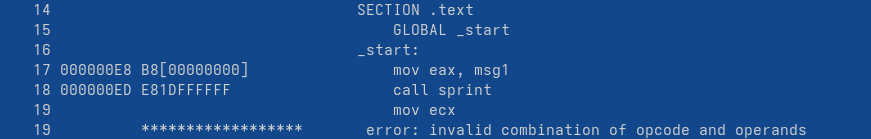 14                                  SECTION .text
15                                      GLOBAL _start
16                                  _start:
17 000000E8 B8[00000000]                mov eax, msg1
18 000000ED E81DFFFFFF                  call sprint
19                                      mov ecx
19          ******************       error: invalid combination of opcode and operands